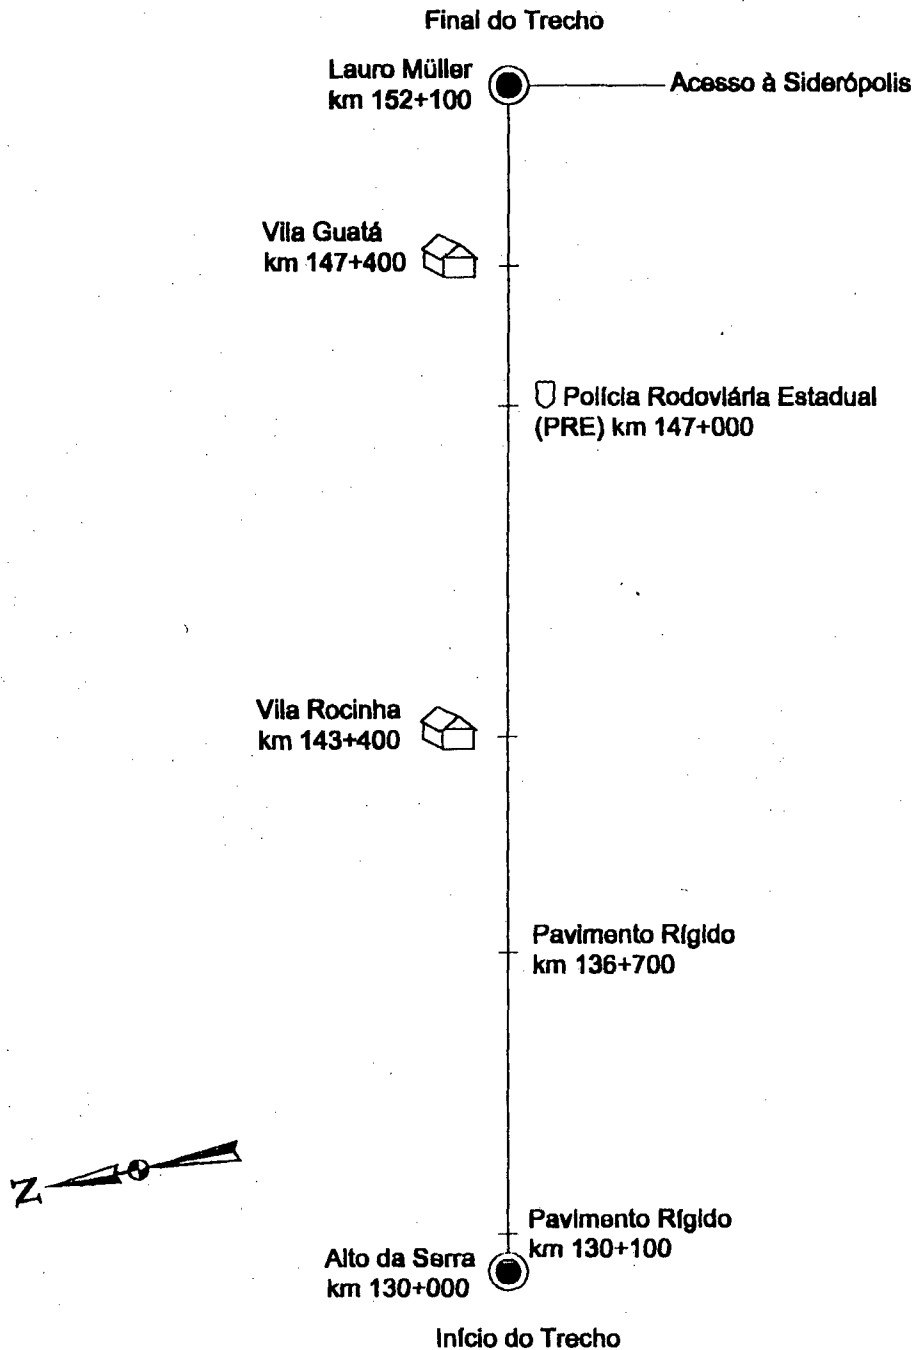 Final do Trecho
Lauro Müller
km 152+100
Acesso à Siderópolis
Vila Guatá
km 147+400
Polícia Rodoviária Estadual
(PRE) km 147+000
Vila Rocinha
km 143+400
Pavimento Rígido
km 136+700
N
Pavimento Rígido
km 130+100
Alto da Serra
km 130+000
Início do Trecho